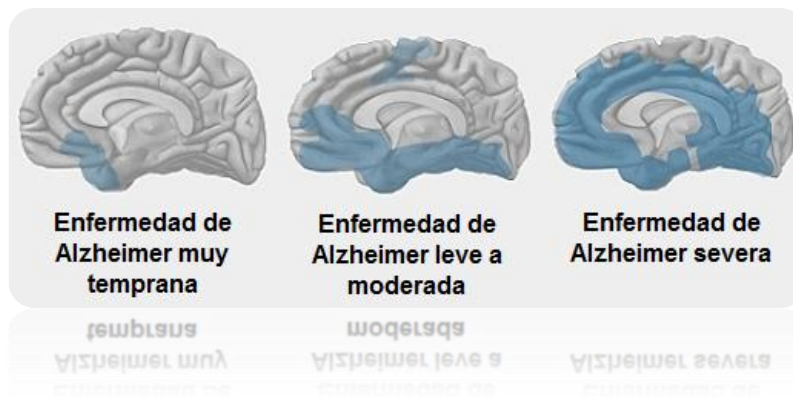 Enfermedad de
Alzheimer muy
temprana
Enfermedad de
Alzheimer leve a
moderada
Enfermedad de
Alzheimer severa